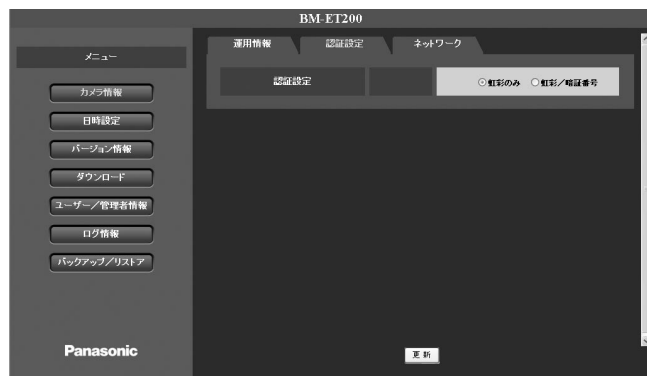 BM-ET200
メニュー
カメラ情報
日時設定
バージョン情報
ダウンロード
ユーザー／管理者情報
ログ情報
バックアップ／リストア
Panasonic
運用情報 認証設定 ネットワーク
認証設定 虹彩のみ 虹彩／暗証番号
更新